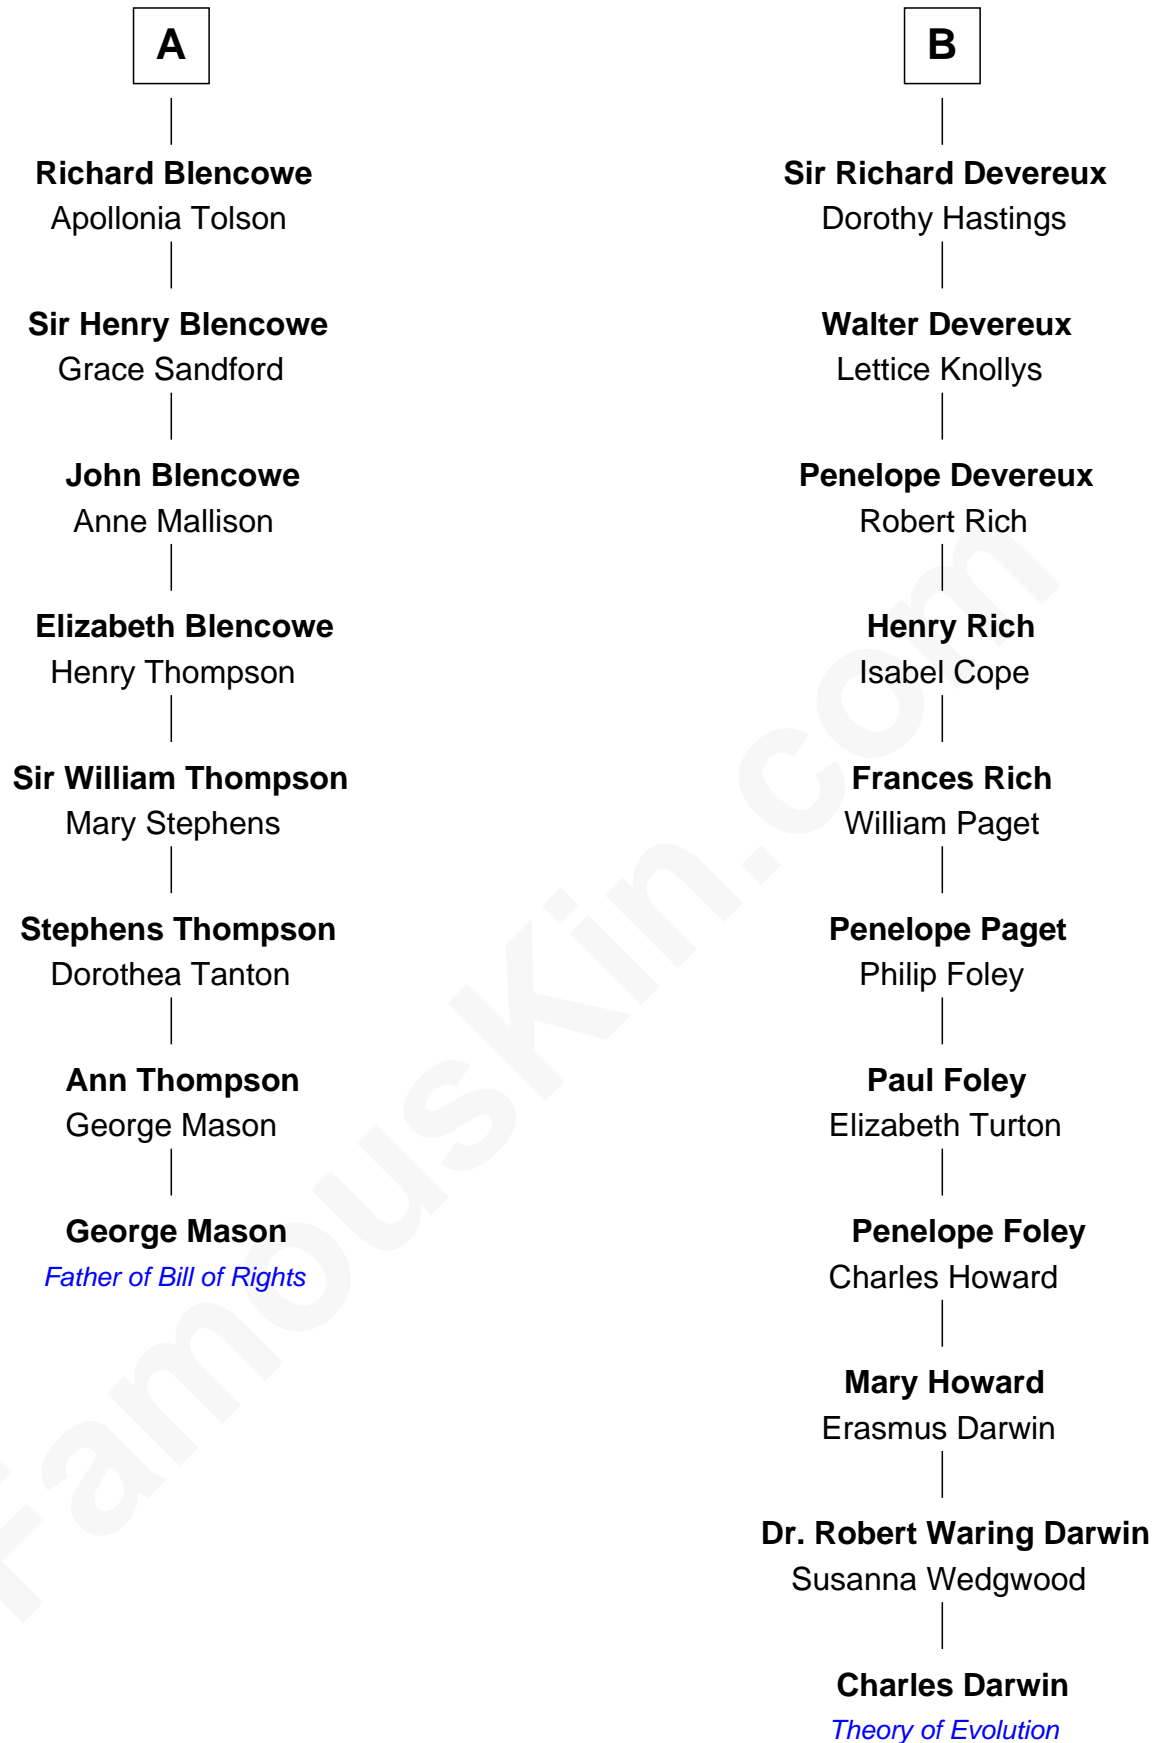 A
Richard Blencowe
Apollonia Tolson
Sir Henry Blencowe
Grace Sandford
John Blencowe
Anne Mallison
Elizabeth Blencowe
Henry Thompson
Sir William Thompson
Mary Stephens
Stephens Thompson
Dorothea Tanton
Ann Thompson
George Mason
George Mason
Father of Bill of Rights
B
Sir Richard Devereux
Dorothy Hastings
Walter Devereux
Lettice Knollys
Penelope Devereux
Robert Rich
Henry Rich
Isabel Cope
Frances Rich
William Paget
Penelope Paget
Philip Foley
Paul Foley
Elizabeth Turton
Penelope Foley
Charles Howard
Mary Howard
Erasmus Darwin
Dr. Robert Waring Darwin
Susanna Wedgwood
Charles Darwin
Theory of Evolution
FamousKin.com